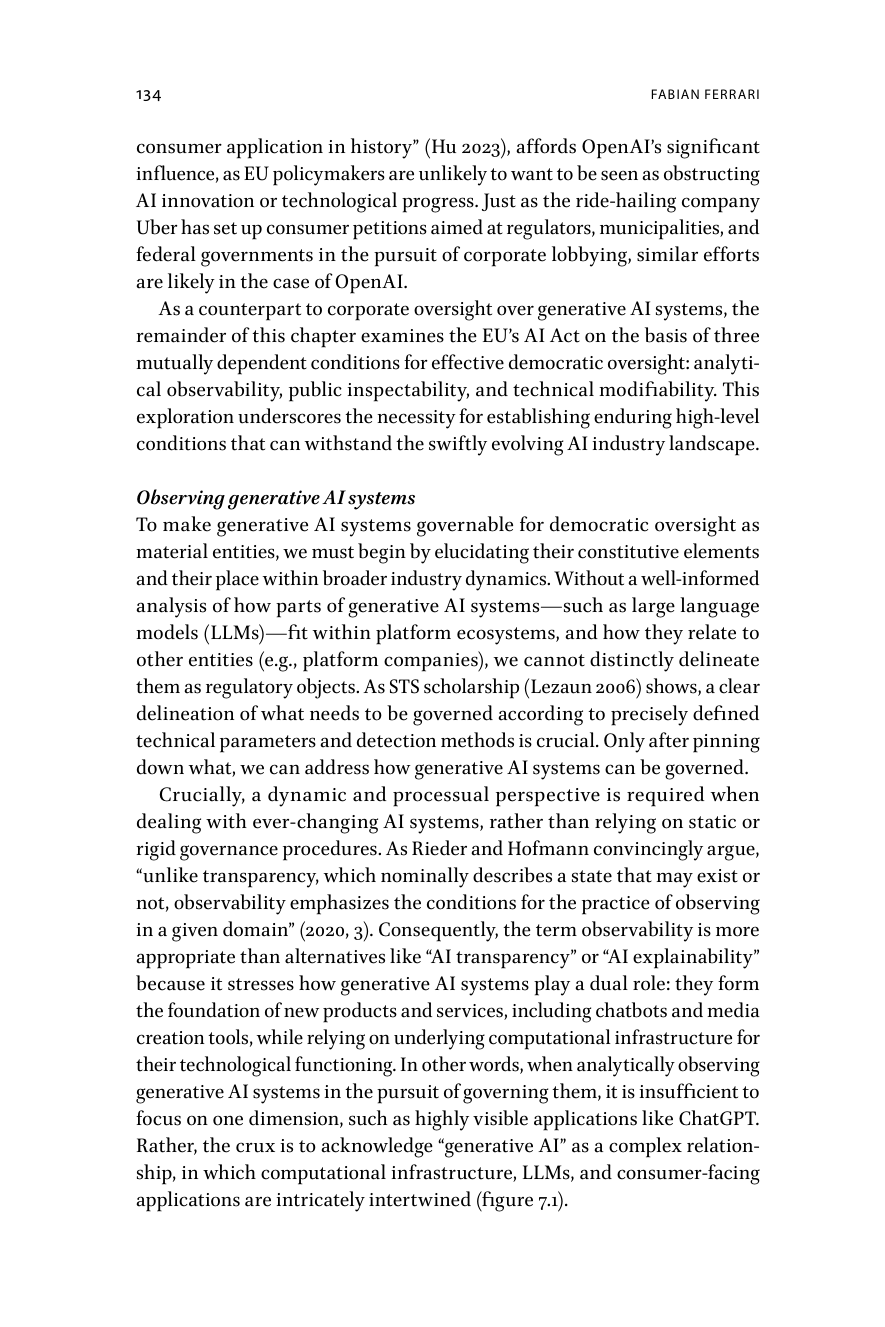 134
FABIAN FERRARI
consumer application in history” (Hu 2023), affords OpenAI’s significant
influence, as EU policymakers are unlikely to want to be seen as obstructing
AI innovation or technological progress. Just as the ride-hailing company
Uber has set up consumer petitions aimed at regulators, municipalities, and
federal governments in the pursuit of corporate lobbying, similar efforts
are likely in the case of OpenAI.
As a counterpart to corporate oversight over generative AI systems, the
remainder of this chapter examines the EU’s AI Act on the basis of three
mutually dependent conditions for effective democratic oversight: analyti-
cal observability, public inspectability, and technical modifiability. This
exploration underscores the necessity for establishing enduring high-level
conditions that can withstand the swiftly evolving AI industry landscape.
Observing generative AI systems
To make generative AI systems governable for democratic oversight as
material entities, we must begin by elucidating their constitutive elements
and their place within broader industry dynamics. Without a well-informed
analysis of how parts of generative AI systems—such as large language
models (LLMs)—fit within platform ecosystems, and how they relate to
other entities (e.g., platform companies), we cannot distinctly delineate
them as regulatory objects. As STS scholarship (Lezaun 2006) shows, a clear
delineation of what needs to be governed according to precisely defined
technical parameters and detection methods is crucial. Only after pinning
down what, we can address how generative AI systems can be governed.
Crucially, a dynamic and processual perspective is required when
dealing with ever-changing AI systems, rather than relying on static or
rigid governance procedures. As Rieder and Hofmann convincingly argue,
“unlike transparency, which nominally describes a state that may exist or
not, observability emphasizes the conditions for the practice of observing
in a given domain” (2020, 3). Consequently, the term observability is more
appropriate than alternatives like “AI transparency” or “AI explainability”
because it stresses how generative AI systems play a dual role: they form
the foundation of new products and services, including chatbots and media
creation tools, while relying on underlying computational infrastructure for
their technological functioning. In other words, when analytically observing
generative AI systems in the pursuit of governing them, it is insufficient to
focus on one dimension, such as highly visible applications like ChatGPT.
Rather, the crux is to acknowledge “generative AI” as a complex relation-
ship, in which computational infrastructure, LLMs, and consumer-facing
applications are intricately intertwined (figure 7.1).